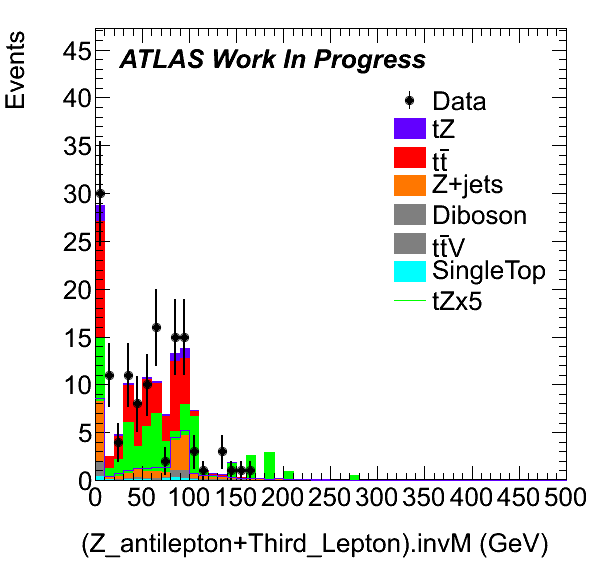 Events
45
40
35
30
25
20
15
10
5
0
ATLAS Work In Progress
Data
tZ
tt̄
Z+jets
Diboson
tt̄V
SingleTop
tZx5
0 50 100 150 200 250 300 350 400 450 500
(Z_antilepton+Third_Lepton).invM (GeV)